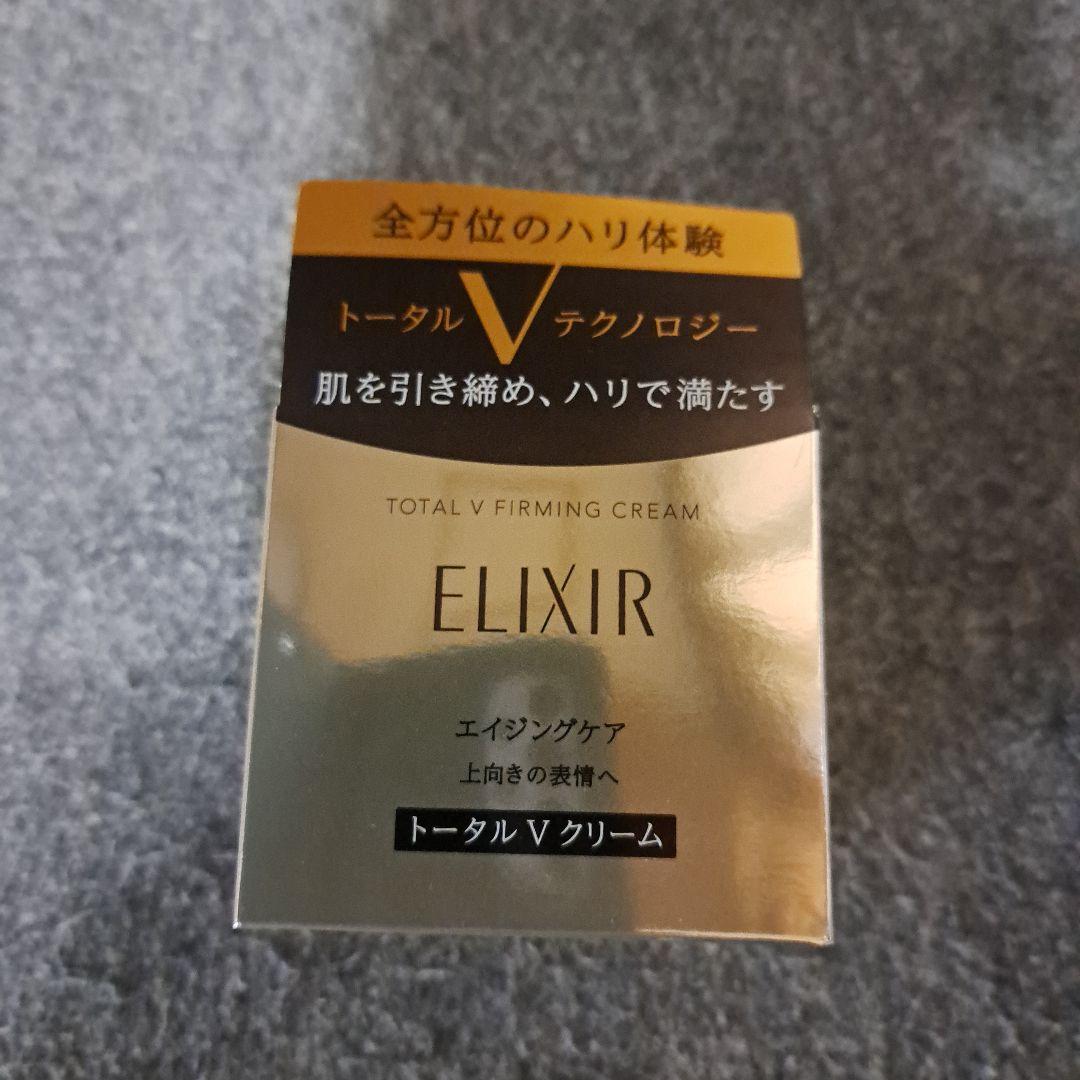 全方位のハリ体験
トータル V テクノロジー
肌を引き締め、ハリで満たす
TOTAL V FIRMING CREAM
ELIXIR
エイジングケア
上向きの表情へ
トータル V クリーム